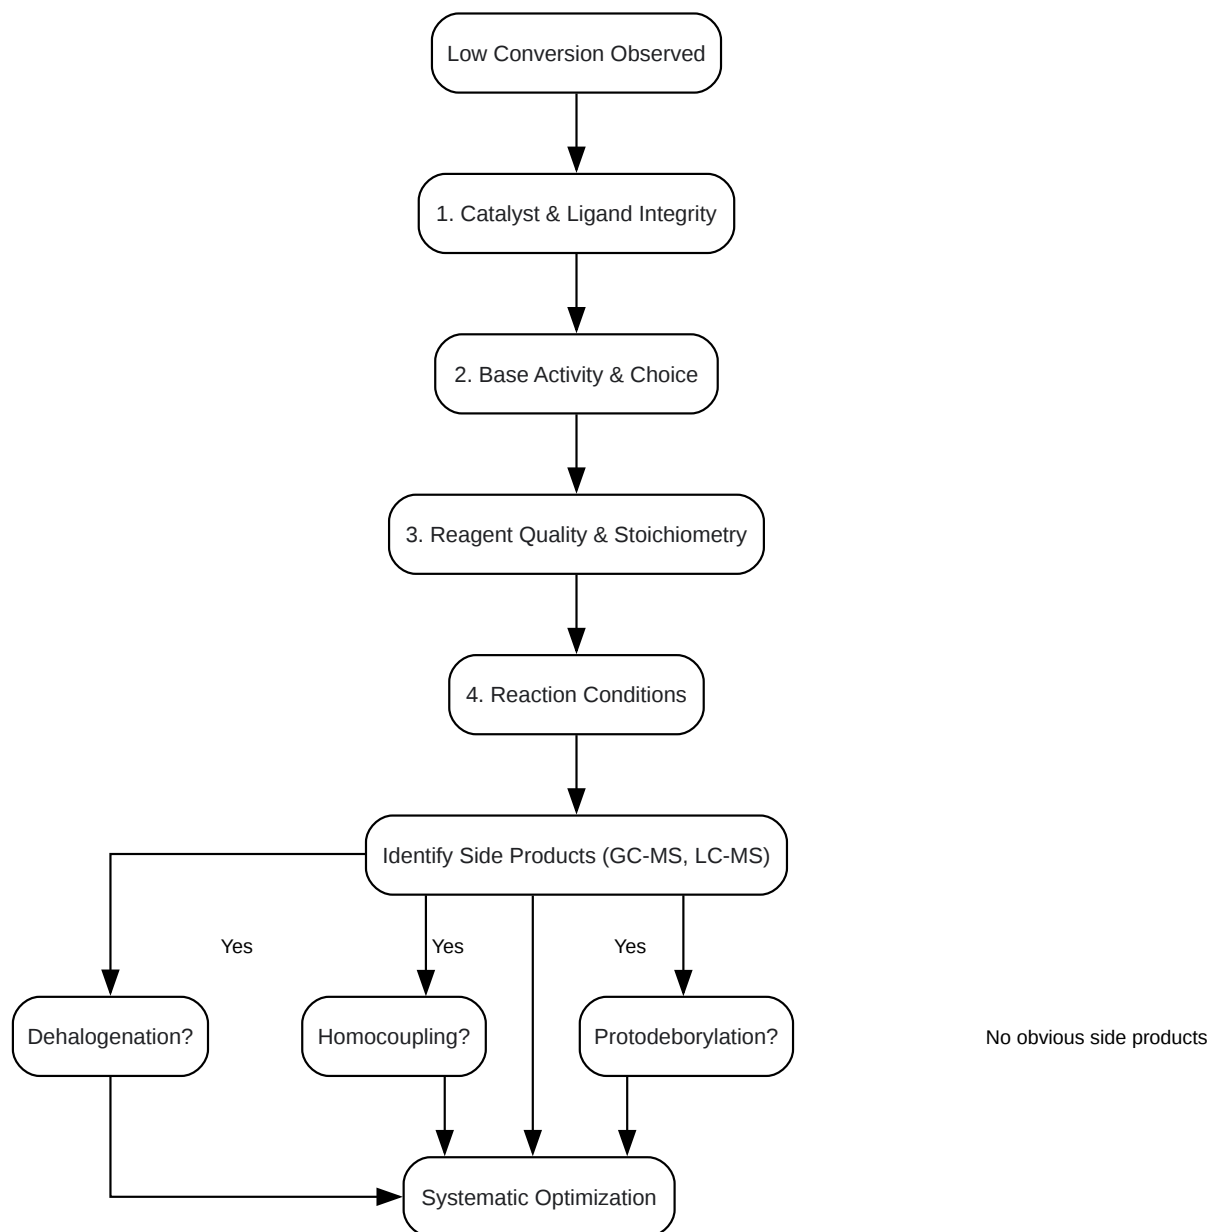 Low Conversion Observed
1. Catalyst & Ligand Integrity
2. Base Activity & Choice
3. Reagent Quality & Stoichiometry
4. Reaction Conditions
Identify Side Products (GC-MS, LC-MS)
Yes
Yes
Yes
Dehalogenation?
Homocoupling?
Protodeborylation?
No obvious side products
Systematic Optimization